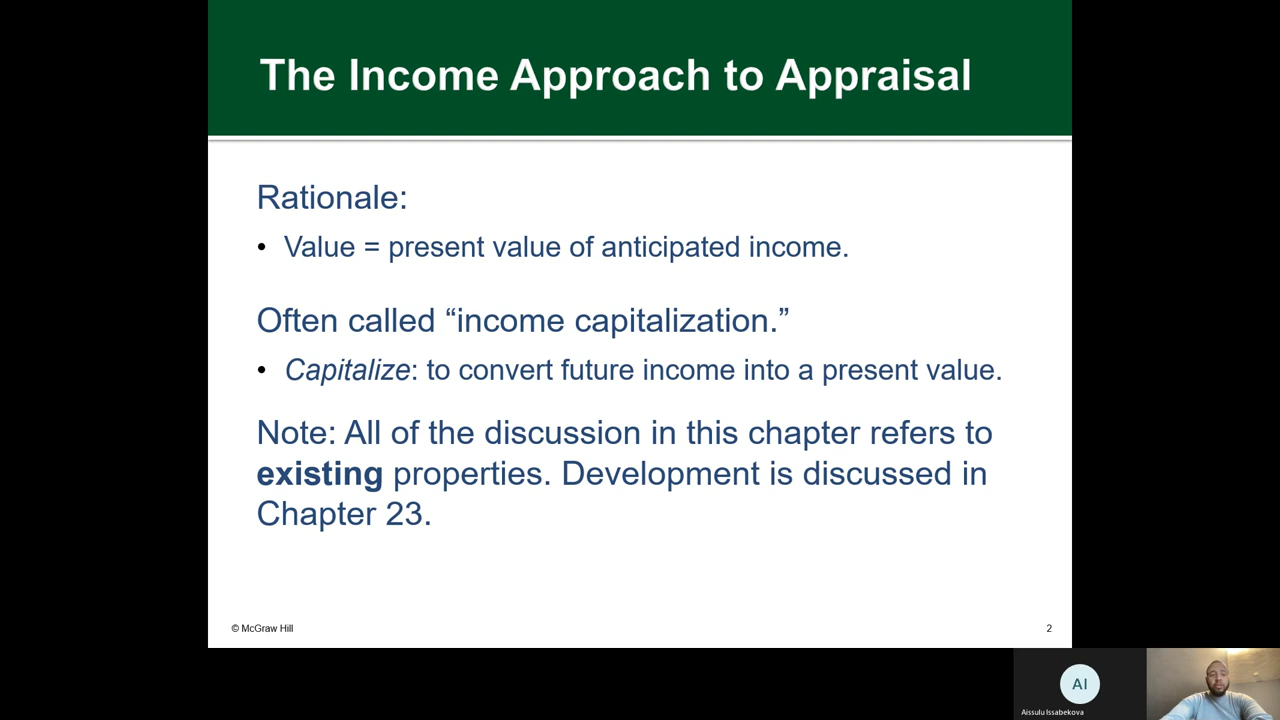 The Income Approach to Appraisal
Rationale:
• Value = present value of anticipated income.
Often called “income capitalization.”
• Capitalize: to convert future income into a present value.
Note: All of the discussion in this chapter refers to
existing properties. Development is discussed in
Chapter 23.
© McGraw Hill
2
AI
Aissulu Issabekova